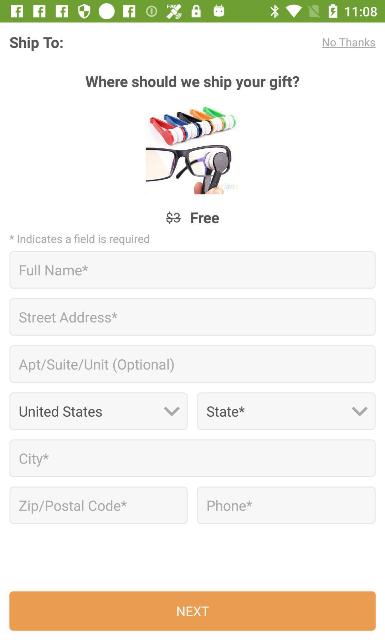 11:08
Ship To:
No Thanks
Where should we ship your gift?
$3 Free
* Indicates a field is required
Full Name*
Street Address*
Apt/Suite/Unit (Optional)
United States
State*
City*
Zip/Postal Code*
Phone*
NEXT